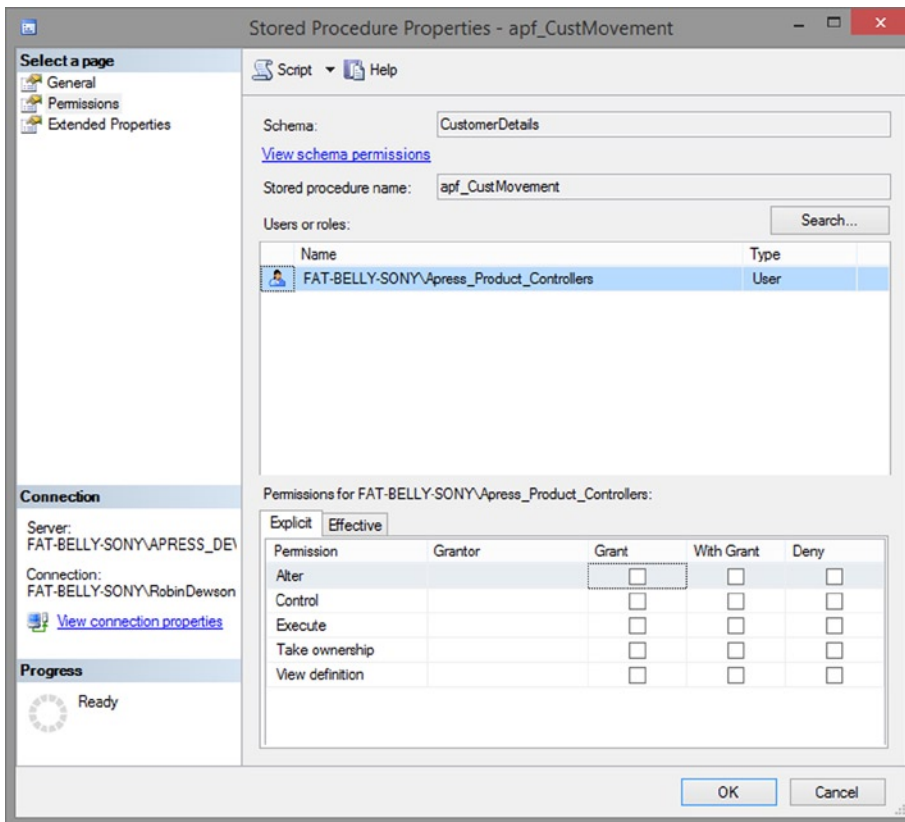 Stored Procedure Properties - apf_CustMovement
Select a page
General
Permissions
Extended Properties
Script
Help
Schema:
CustomerDetails
View schema permissions
Stored procedure name:
apf_CustMovement
Users or roles:
Search...
Name Type
FAT-BELLY-SONY\Apress_Product_Controllers User
Connection
Server:
FAT-BELLY-SONY\APRESS_DEV
Connection:
FAT-BELLY-SONY\RobinDewson
View connection properties
Progress
Ready
Permissions for FAT-BELLY-SONY\Apress_Product_Controllers:
Explicit Effective
Permission Grantor Grant With Grant Deny
Alter
Control
Execute
Take ownership
View definition
OK Cancel